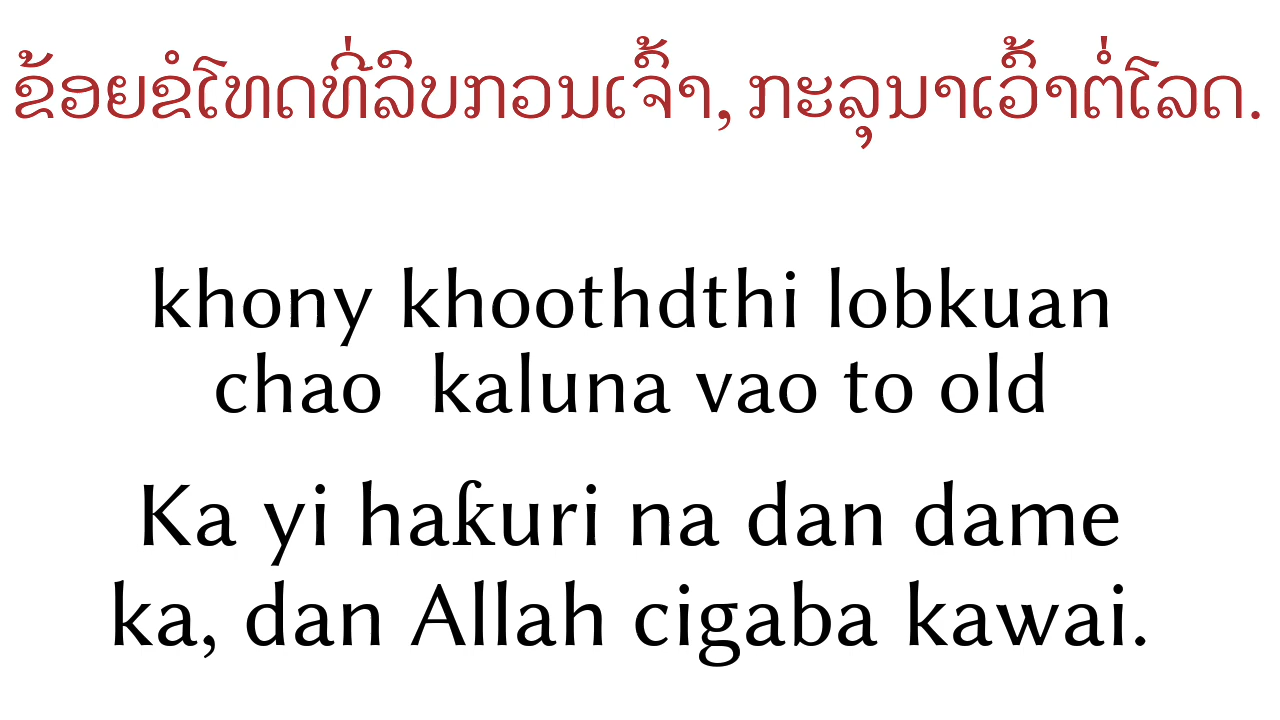 ຂ້ອຍຂໍໂທດທີ່ລົບກວນເຈົ້າ, ກະລຸນາເວົ້າຕໍ່ໂລດ.
khony khoothdthi lobkuan
chao kaluna vao to old
Ka yi haƙuri na dan dame
ka, dan Allah cigaba kawai.